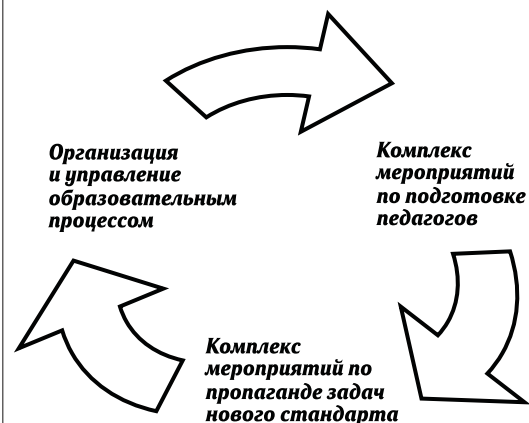 Организация
и управление
образовательным
процессом
Комплекс
мероприятий
по подготовке
педагогов
Комплекс
мероприятий по
пропаганде задач
нового стандарта